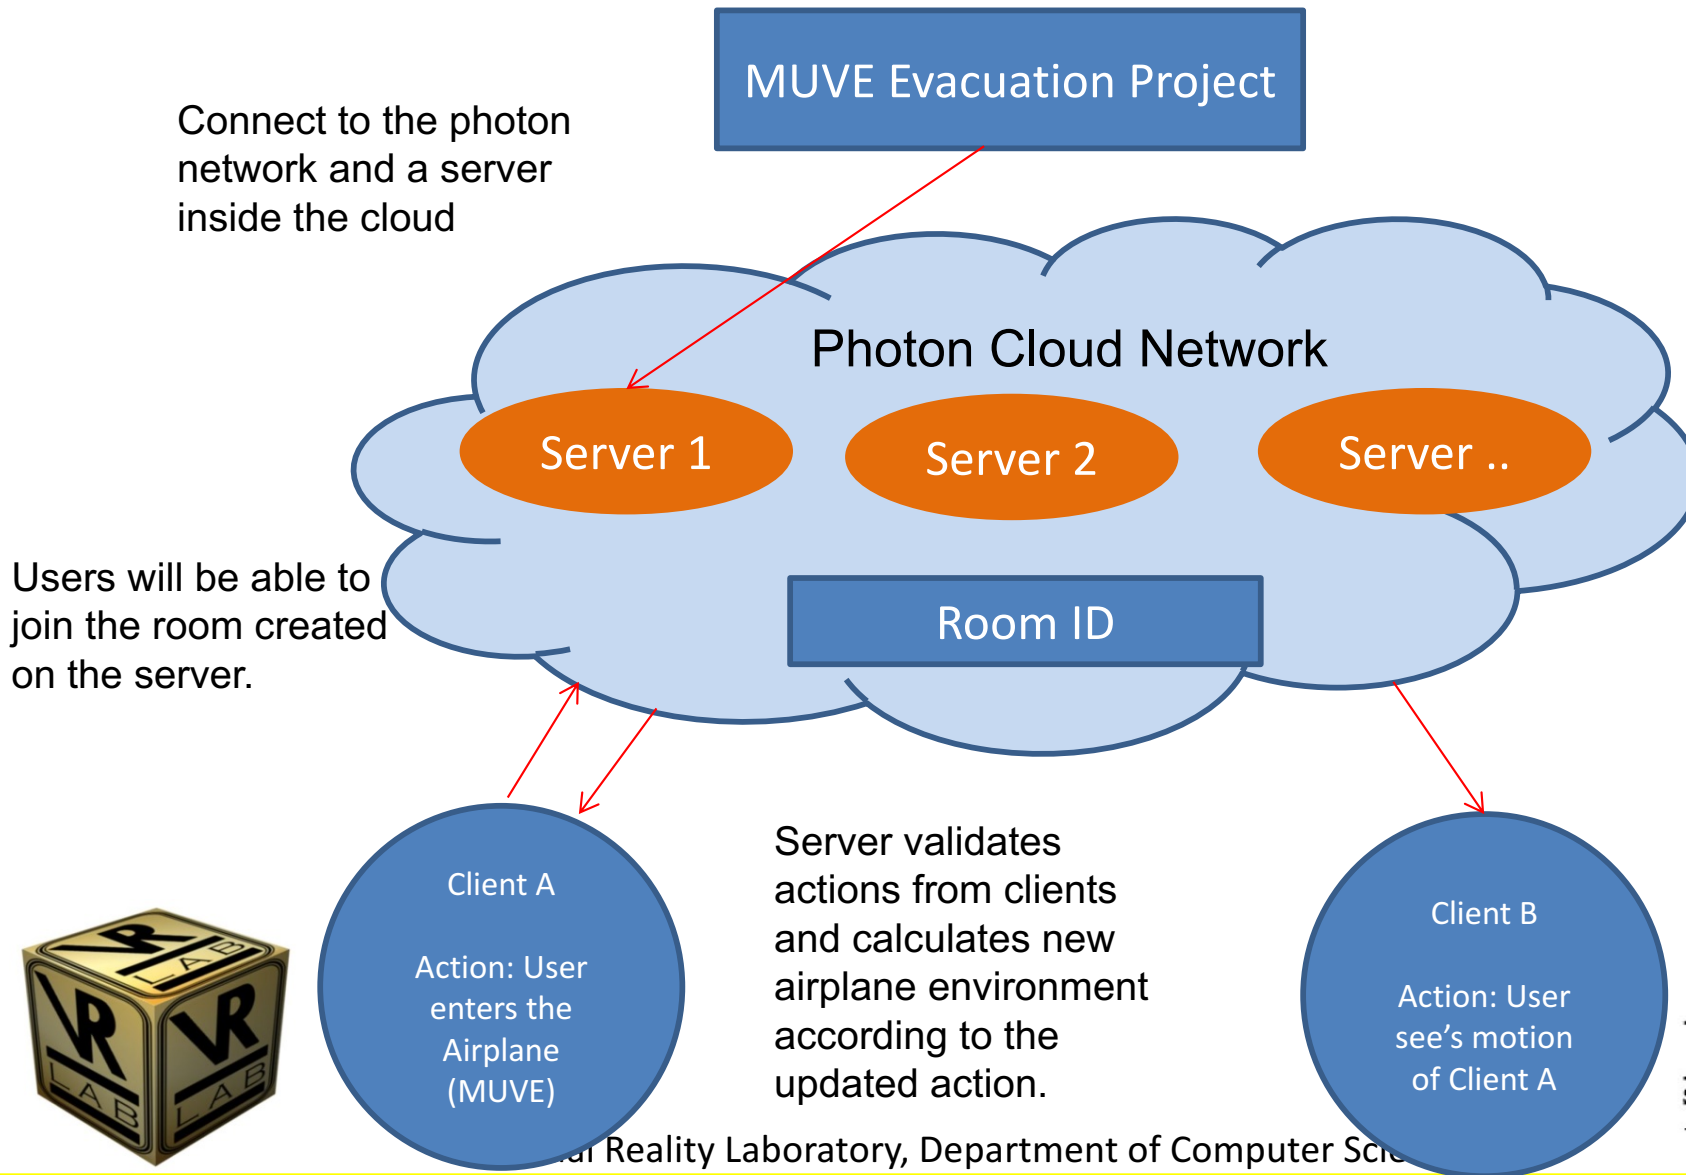 MUVE Evacuation Project
Connect to the photon
network and a server
inside the cloud
Photon Cloud Network
Server 1
Server 2
Server ..
Users will be able to
join the room created
on the server.
Room ID
Client A
Action: User
enters the
Airplane
(MUVE)
Server validates
actions from clients
and calculates new
airplane environment
according to the
updated action.
Client B
Action: User
see’s motion
of Client A
VR
LAB
VR
LAB
VR
LAB
Reality Laboratory, Department of Computer